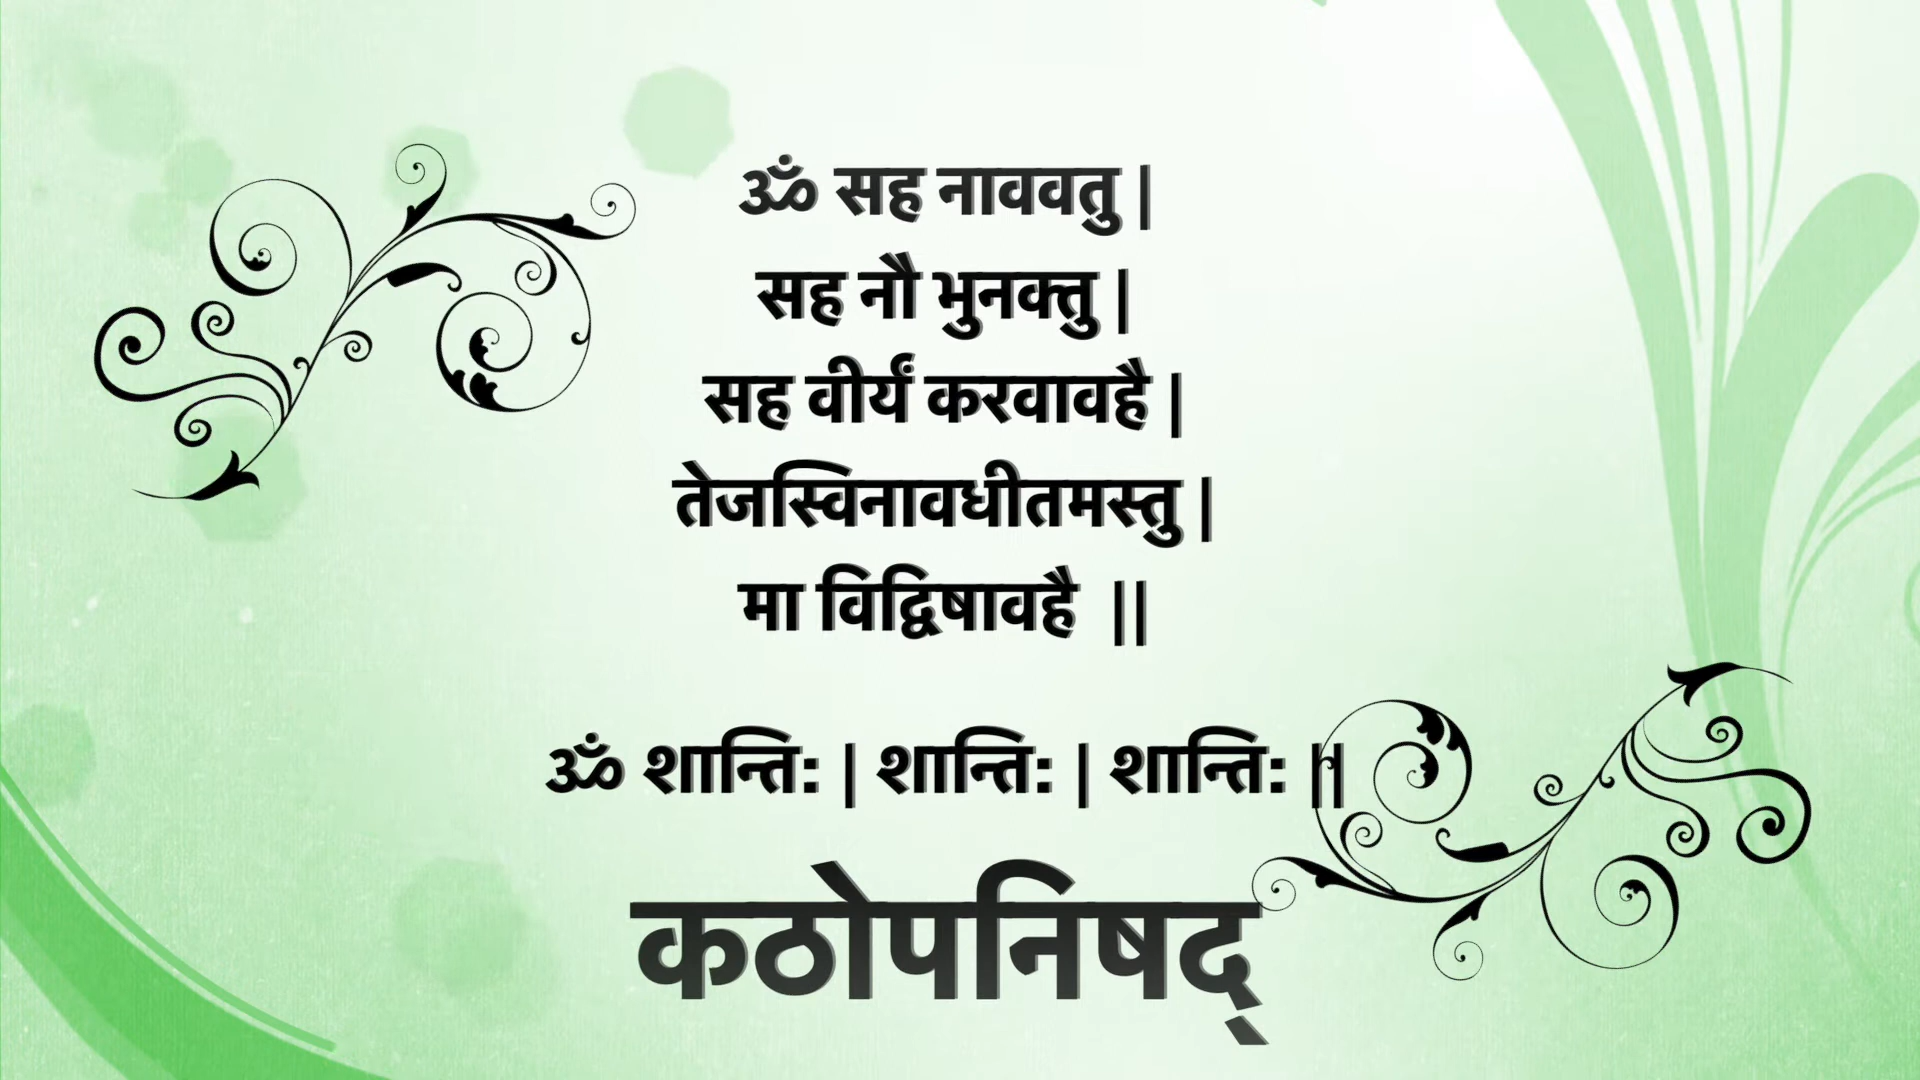 ॐ सह नाववतु |
सह नौ भुनक्तु |
सह वीर्यं करवावहै |
तेजस्विनावधीतमस्तु |
मा विद्विषावहै ||
ॐ शान्तिः | शान्तिः | शान्तिः ||
कठोपनिषद्